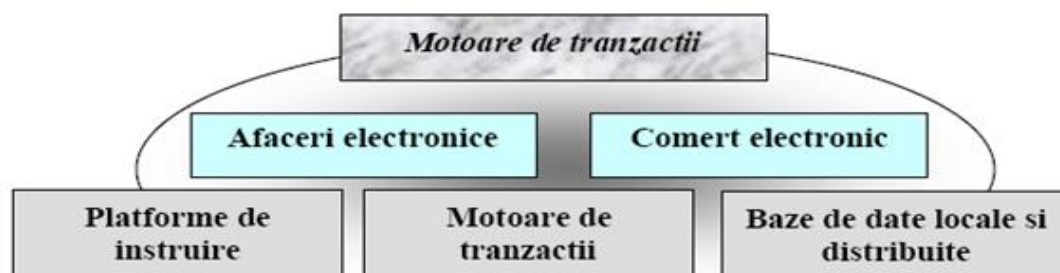 Motoare de tranzactii
Afaceri electronice
Comert electronic
Platforme de
instruire
Motoare de
tranzactii
Baze de date locale si
distribuite